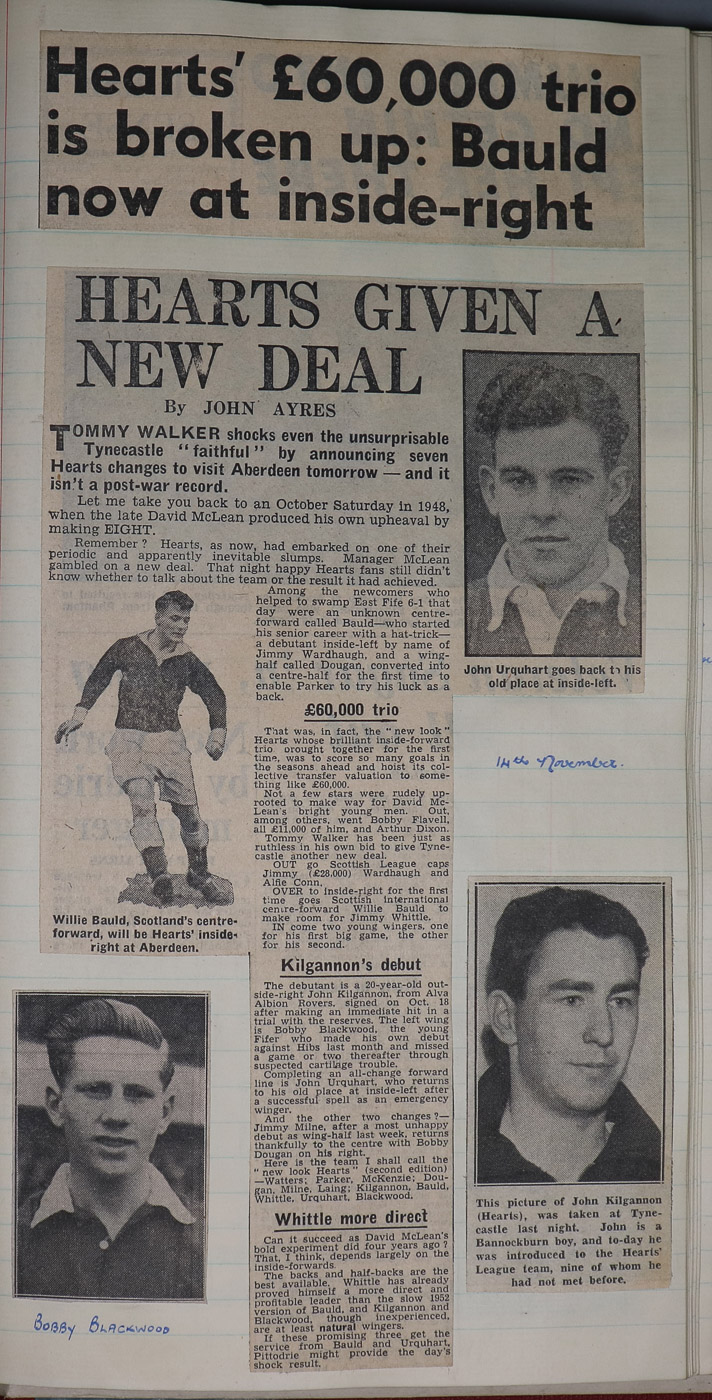 Hearts' £60,000 trio
is broken up: Bauld
now at inside-right
HEARTS GIVEN A
NEW DEAL
By JOHN AYRES
TOMMY WALKER shocks even the unsurprisable
Tynecastle "faithful" by announcing seven
Hearts changes to visit Aberdeen tomorrow — and it
isn't a post-war record.
Let me take you back to an October Saturday in 1948,
when the late David McLean produced his own upheaval by
making EIGHT.
Remember? Hearts, as now, had embarked on one of their
periodic and apparently inevitable slumps. Manager McLean
gambled on a new deal. That night happy Hearts fans still didn't
know whether to talk about the team or the result it had achieved.
Among the newcomers who
helped to swamp East Fife 6-1 that
day were an unknown centre-
forward called Bauld—who started
his senior career with a hat-trick—
a debutant inside-left by name of
Jimmy Wardhaugh, and a wing-
half called Dougan, converted into
a centre-half for the first time to
enable Parker to try his luck as a
back.
£60,000 trio
That was, in fact, the "new look"
Hearts whose brilliant inside-forward
trio brought together for the first
time, was to score so many goals in
the seasons ahead and hoist its col-
lective transfer valuation to some-
thing like £60,000.
Not a few stars were rudely up-
rooted to make way for David Mc-
Lean's bright young men. Out,
among others, went Bobby Flavell,
all £11,000 of him, and Arthur Dixon.
Tommy Walker has been just as
ruthless in his own bid to give Tyne-
castle another new deal.
OUT go Scottish League caps
Jimmy (£28,000) Wardhaugh and
Alfie Conn,
OVER to inside-right for the first
time goes Scottish international
centre-forward Willie Bauld to
make room for Jimmy Whittle.
IN come two young wingers, one
for his first big game, the other
for his second.
Kilgannon's debut
The debutant is a 20-year-old out-
side-right John Kilgannon, from Alva
Albion Rovers, signed on Oct. 18
after making an immediate hit in a
trial with the reserves. The left wing
is Bobby Blackwood, the young
Fifer who made his own debut
against Hibs last month and missed
a game or two thereafter through
suspected cartilage trouble.
Completing an all-change forward
line is John Urquhart, who returns
to his old place at inside-left after
a successful spell as an emergency
winger.
And the other two changes?—
Jimmy Milne, after a most unhappy
debut as wing-half last week, returns
thankfully to the centre with Bobby
Dougan on his right.
Here is the team I shall call the
"new look Hearts" (second edition)
—Watters; Parker, McKenzie; Dou-
gan, Milne, Laing; Kilgannon, Bauld,
Whittle, Urquhart, Blackwood.
Whittle more direct
Can it succeed as David McLean's
bold experiment did four years ago?
That, I think, depends largely on the
inside-forwards.
The backs and half-backs are the
best available. Whittle has already
proved himself a more direct and
profitable leader than the slow 1952
version of Bauld, and Kilgannon and
Blackwood, though inexperienced,
are at least natural wingers.
If these promising three get the
service from Bauld and Urquhart,
Pittodrie might provide the day's
shock result.
Willie Bauld, Scotland's centre-
forward, will be Hearts' inside-
right at Aberdeen.
BOBBY BLACKWOOD
John Urquhart goes back to his
old place at inside-left.
14th November.
This picture of John Kilgannon
(Hearts), was taken at Tyne-
castle last night. John is a
Bannockburn boy, and to-day he
was introduced to the Hearts'
League team, nine of whom he
had not met before.